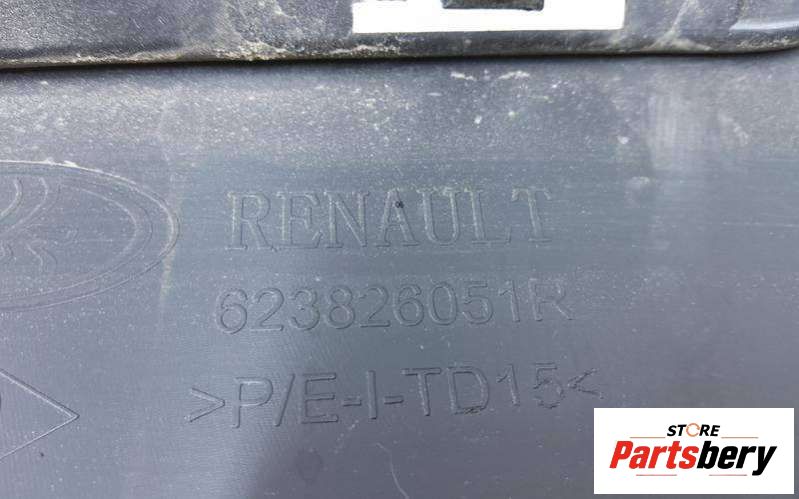 RENAULT
623826051R
>P/E-I-TD15<
STORE
Partsbery